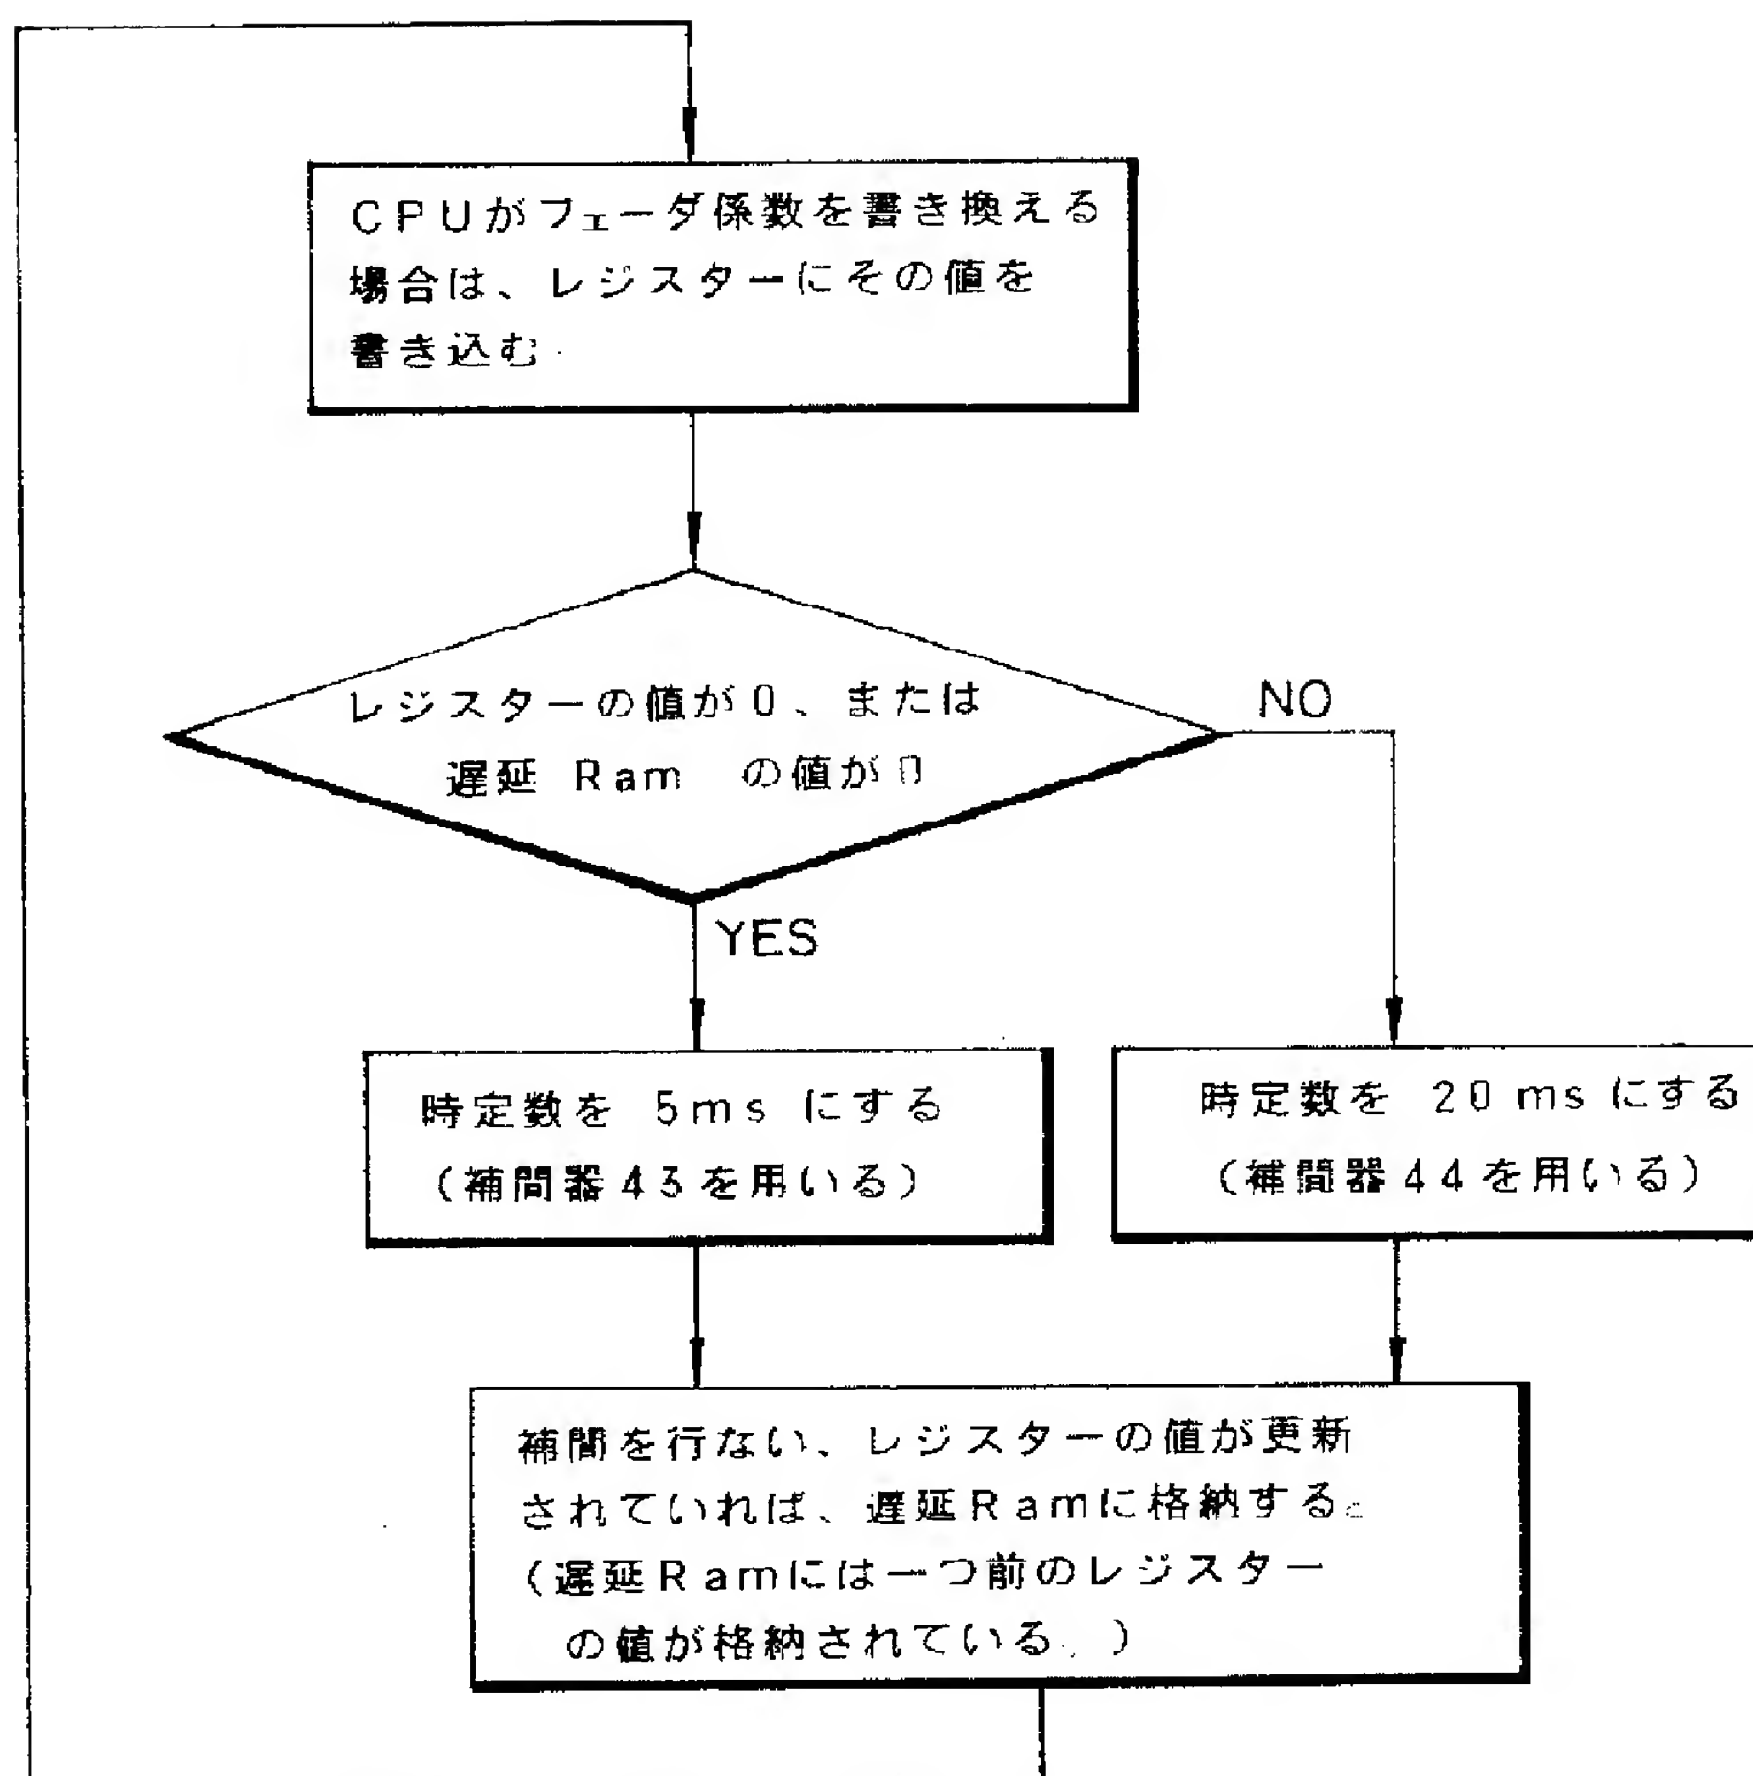 CPUがフェーダ係数を書き換える
場合は、レジスターにその値を
書き込む
レジスターの値が0、または
遅延 Ram の値が0
NO
YES
時定数を 5ms にする
(補間器43を用いる)
時定数を 20ms にする
(補間器44を用いる)
補間を行ない、レジスターの値が更新
されていれば、遅延Ramに格納する。
(遅延Ramには一つ前のレジスター
の値が格納されている。)